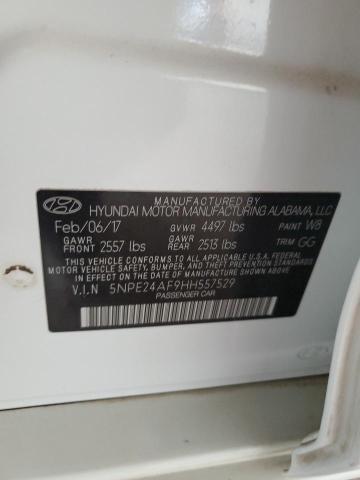 MANUFACTURED BY
HYUNDAI MOTOR MANUFACTURING ALABAMA, LLC
Feb/06/17 GVWR 4497 lbs PAINT W8
GAWR FRONT 2557 lbs GAWR REAR 2513 lbs TRIM GG
THIS VEHICLE CONFORMS TO ALL APPLICABLE U.S.A. FEDERAL
MOTOR VEHICLE SAFETY, BUMPER, AND THEFT PREVENTION
STANDARDS IN EFFECT ON THE DATE OF MANUFACTURE
SHOWN ABOVE.
V.I.N 5NPE24AF9HH557529
PASSENGER CAR